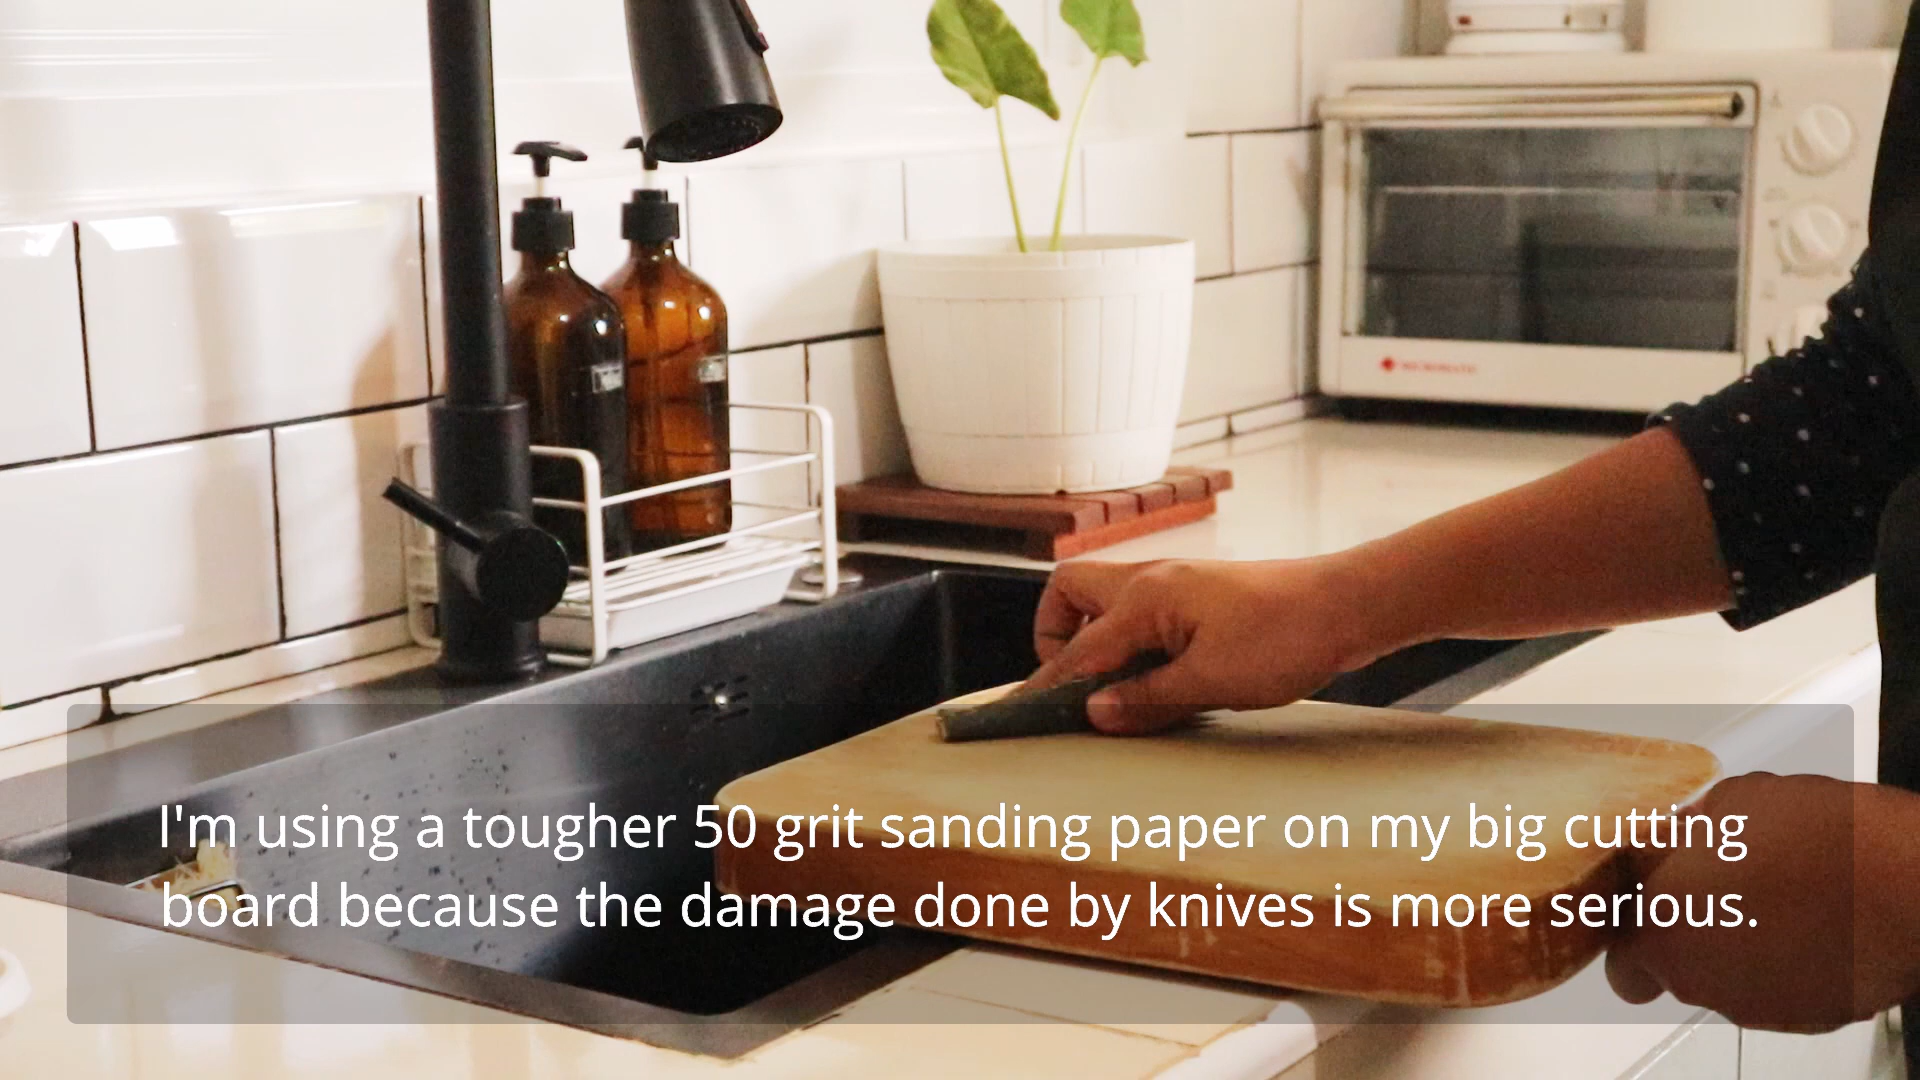 I'm using a tougher 50 grit sanding paper on my big cutting
board because the damage done by knives is more serious.